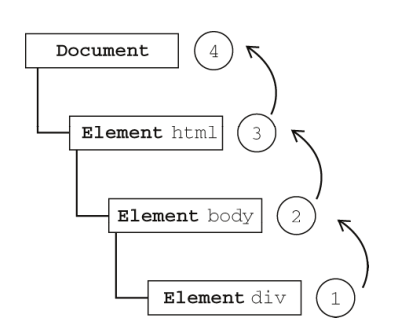 Document 4
Element html 3
Element body 2
Element div 1